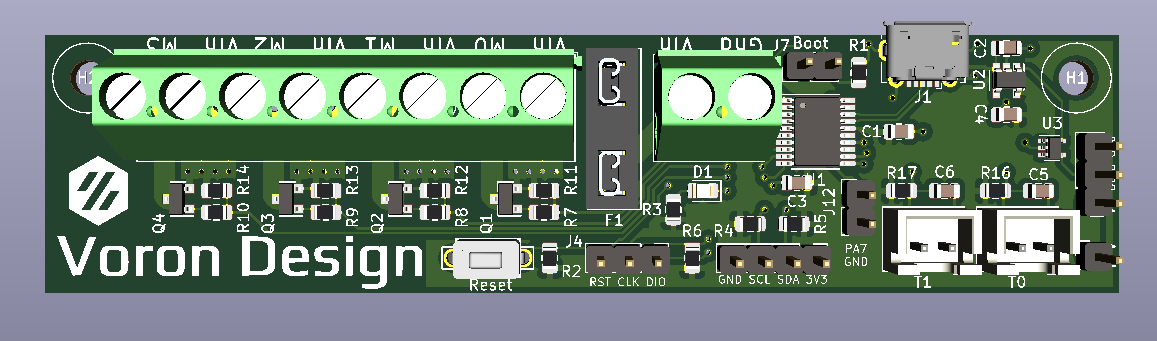 M3 VIN M2 VIN M1 VIN M0 VIN VIN GND J7 Boot R1 C2
H2 U2 H1
J1 C4
C1 U3
R14 R13 R12 R11 D1 U1 R17 C6 R16 C5
Q4 R10 Q3 R9 Q2 R8 Q1 R7 F1 R3 C3 R5 J12
Voron Design J4 R6 R4
R2 PA7
GND
Reset RST CLK DIO GND SCL SDA 3V3 T1 T0